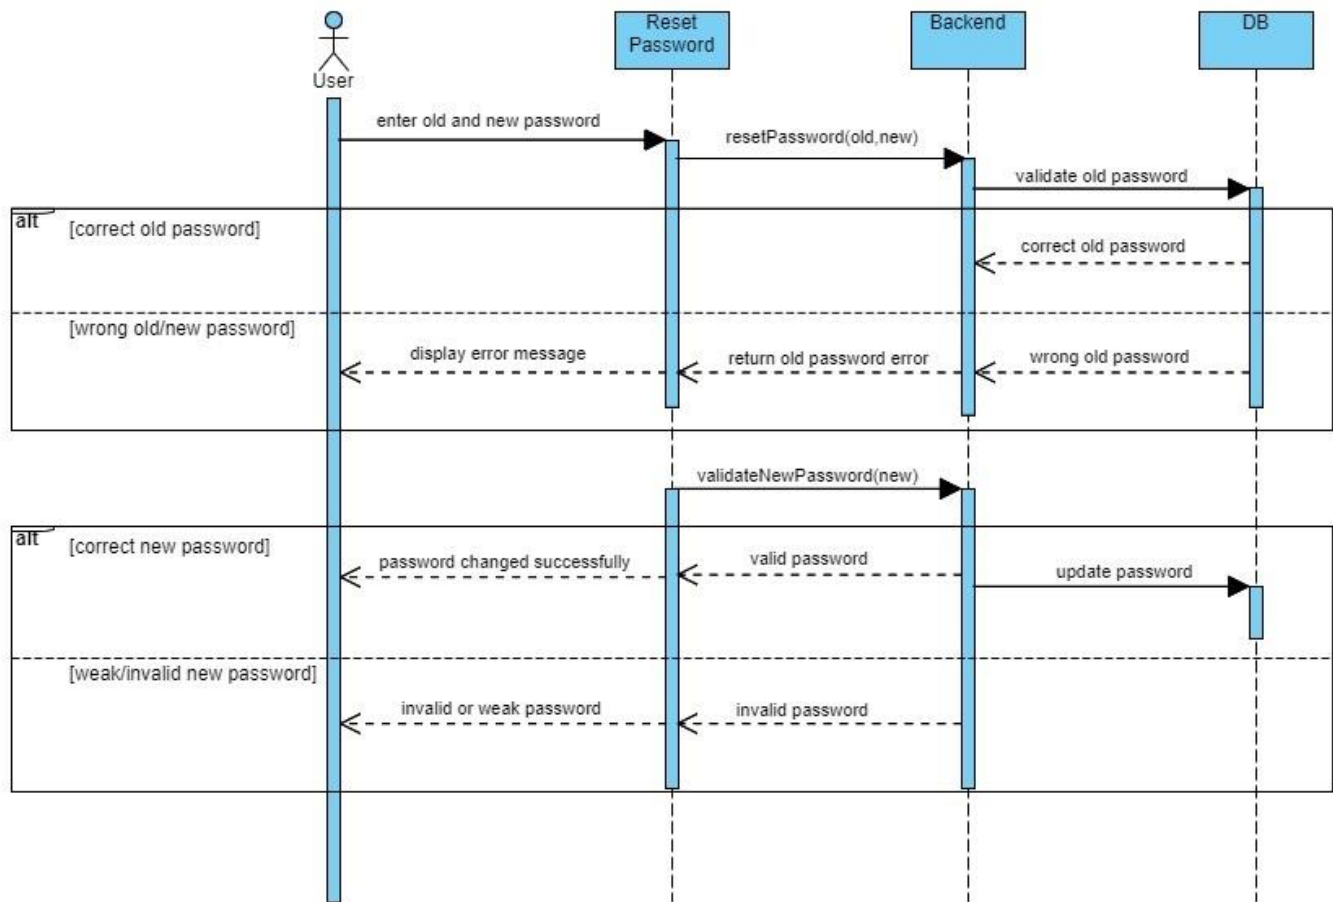 Reset
Password
Backend
DB
User
enter old and new password
resetPassword(old,new)
validate old password
alt
[correct old password]
correct old password
[wrong old/new password]
display error message
return old password error
wrong old password
validateNewPassword(new)
alt
[correct new password]
password changed successfully
valid password
update password
[weak/invalid new password]
invalid or weak password
invalid password